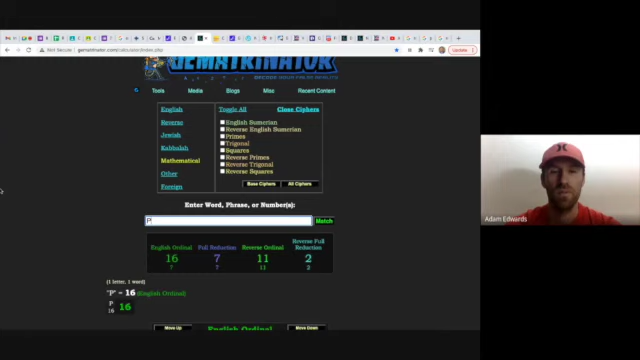 Not Secure | gematrinator.com/calculator/index.php
Update
GEMATRINATOR
Tools Media Blogs Misc Recent Content
English
Reverse
Jewish
Kabbalah
Mathematical
Other
Foreign
Toggle All Close Ciphers
English Sumerian
Reverse English Sumerian
Primes
Trigonal
Squares
Reverse Primes
Reverse Trigonal
Reverse Squares
Base Ciphers All Ciphers
Enter Word, Phrase, or Number(s):
P Match
English Ordinal Full Reduction Reverse Ordinal Reverse Full Reduction
16 7 11 2
7 11 2
(1 letter, 1 word)
"P" = 16 (English Ordinal)
P 16
16
Move Up English Ordinal Move Down
Adam Edwards